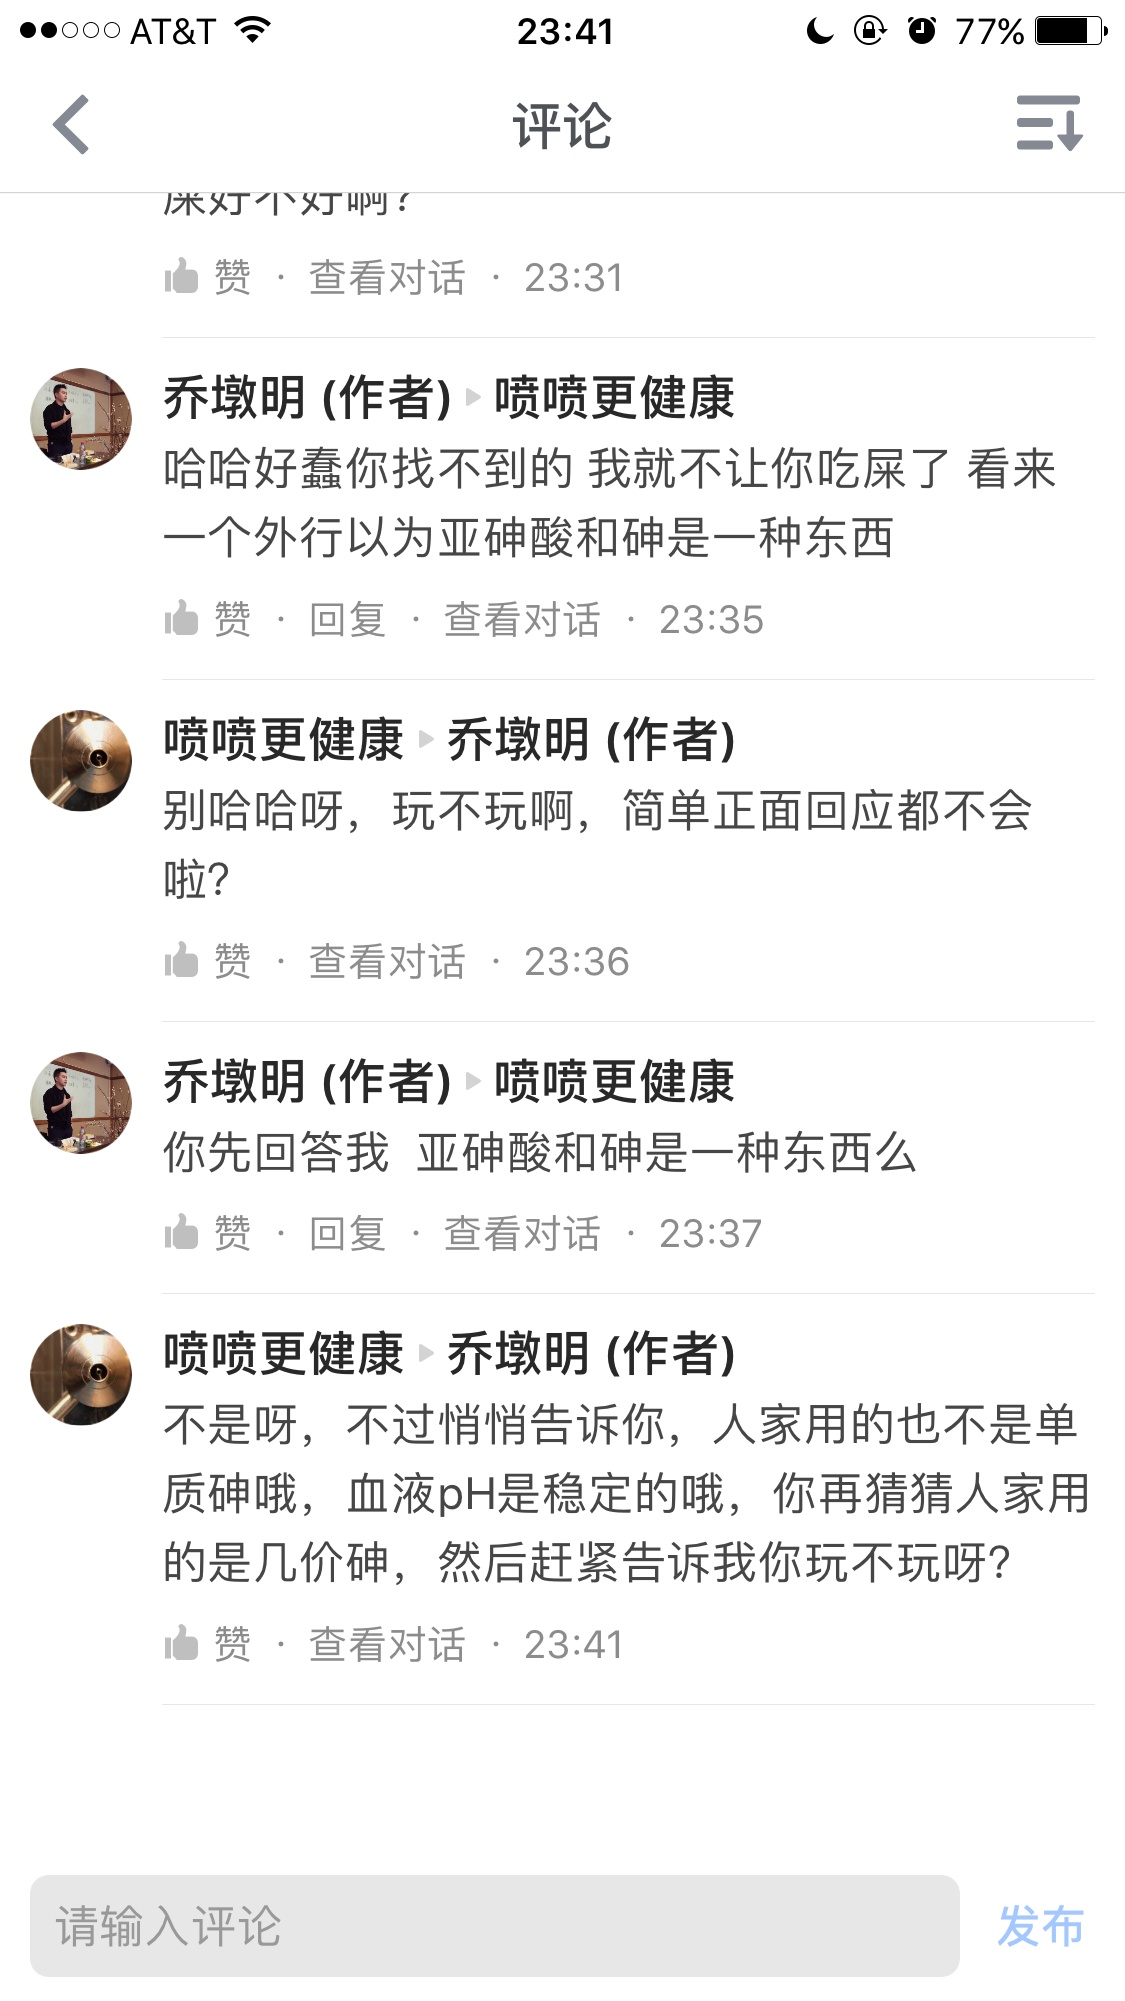 AT&T 23:41 77%
评论
屎好不好啊?
赞 · 查看对话 · 23:31
乔墩明 (作者) 喷喷更健康
哈哈好蠢你找不到的 我就不让你吃屎了 看来
一个外行以为亚砷酸和砷是一种东西
赞 · 回复 · 查看对话 · 23:35
喷喷更健康 乔墩明 (作者)
别哈哈呀，玩不玩啊，简单正面回应都不会
啦?
赞 · 查看对话 · 23:36
乔墩明 (作者) 喷喷更健康
你先回答我 亚砷酸和砷是一种东西么
赞 · 回复 · 查看对话 · 23:37
喷喷更健康 乔墩明 (作者)
不是呀，不过悄悄告诉你，人家用的也不是单
质砷哦，血液pH是稳定的哦，你再猜猜人家用
的是几价砷，然后赶紧告诉我你玩不玩呀?
赞 · 查看对话 · 23:41
请输入评论 发布